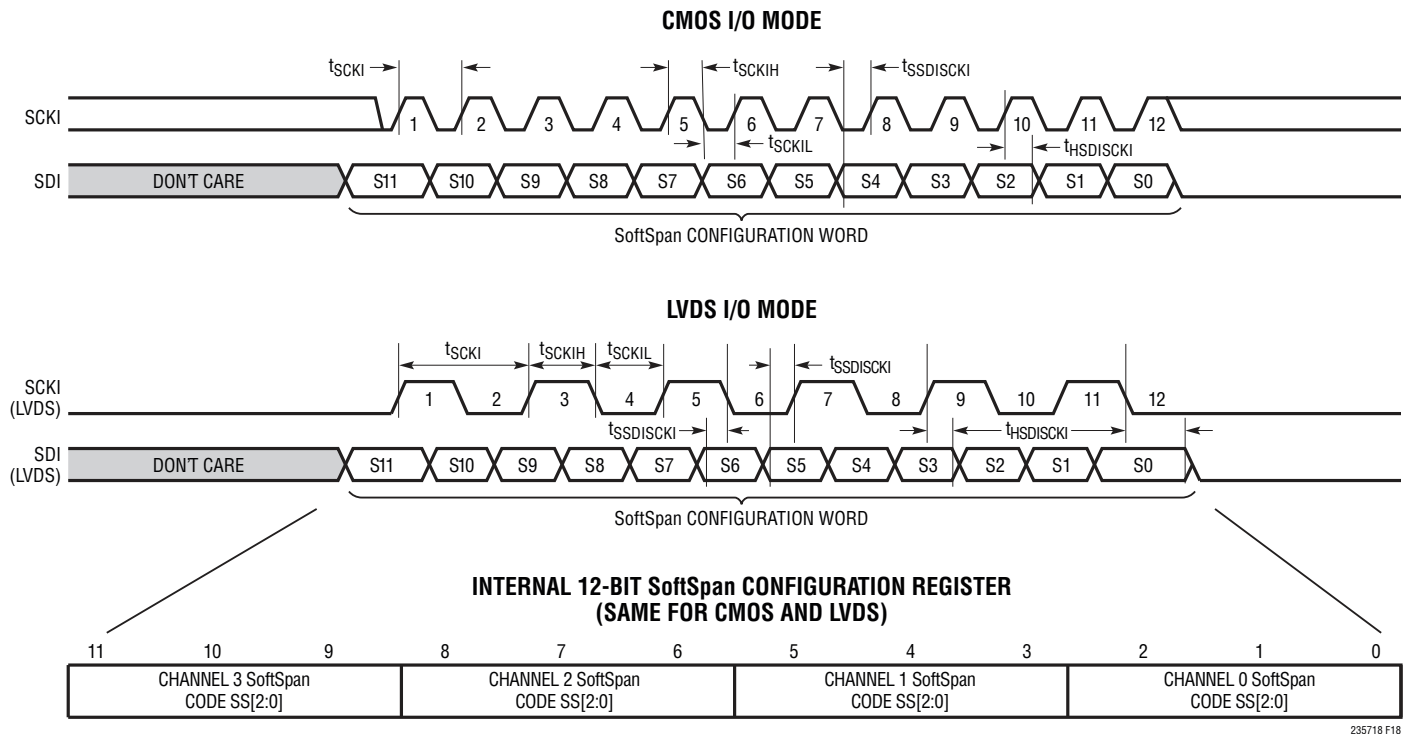 CMOS I/O MODE
tSCKI tSCKIH tSSDISCKI
SCKI 1 2 3 4 5 6 7 8 9 10 11 12
tSCKIL tHSDISCKI
SDI DON'T CARE S11 S10 S9 S8 S7 S6 S5 S4 S3 S2 S1 S0
SoftSpan CONFIGURATION WORD
LVDS I/O MODE
tSCKI tSCKIH tSCKIL tSSDISCKI
SCKI
(LVDS) 1 2 3 4 5 6 7 8 9 10 11 12
tSSDISCKI tHSDISCKI
SDI
(LVDS) DON'T CARE S11 S10 S9 S8 S7 S6 S5 S4 S3 S2 S1 S0
SoftSpan CONFIGURATION WORD
INTERNAL 12-BIT SoftSpan CONFIGURATION REGISTER
(SAME FOR CMOS AND LVDS)
11 10 9 8 7 6 5 4 3 2 1 0
CHANNEL 3 SoftSpan
CODE SS[2:0]
CHANNEL 2 SoftSpan
CODE SS[2:0]
CHANNEL 1 SoftSpan
CODE SS[2:0]
CHANNEL 0 SoftSpan
CODE SS[2:0]
235718 F18